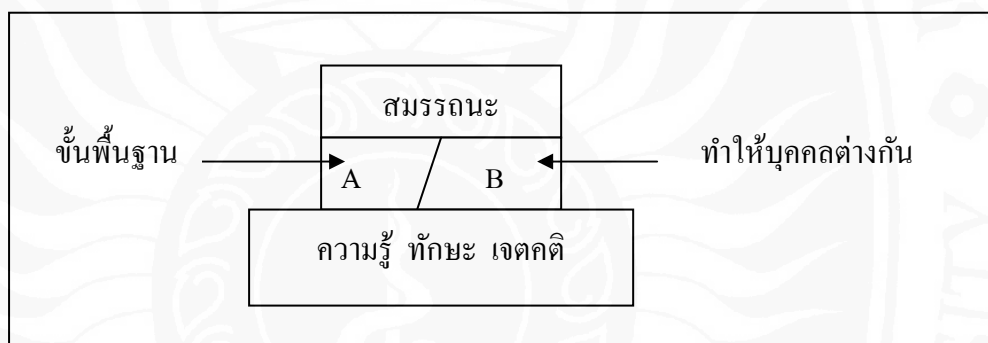 สมรรถนะ
ขั้นพื้นฐาน
ทำให้บุคคลต่างกัน
A
B
ความรู้ ทักษะ เจตคติ